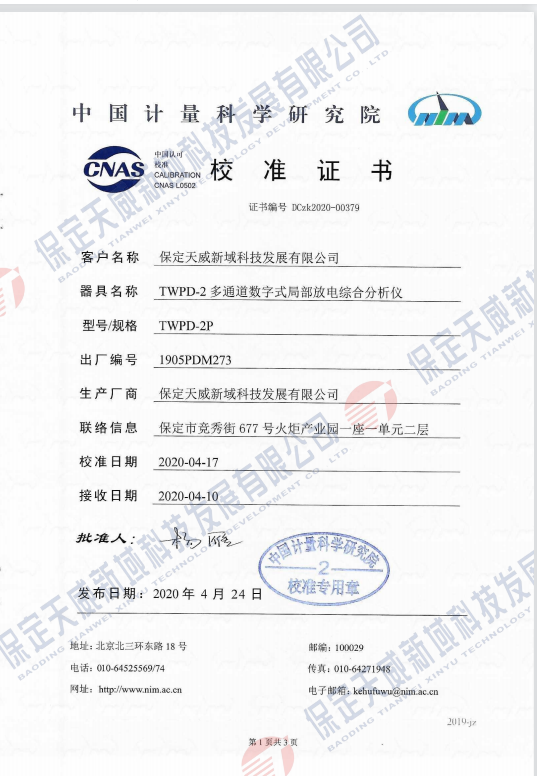 中国计量科学研究院
NIM
CNAS
中国认可
校准
CALIBRATION
CNAS L0502
校准证书
证书编号 DCzk2020-00379
客户名称 保定天威新域科技发展有限公司
器具名称 TWPD-2 多通道数字式局部放电综合分析仪
型号/规格 TWPD-2P
出厂编号 1905PDM273
生产厂商 保定天威新域科技发展有限公司
联络信息 保定市竞秀街 677 号火炬产业园一座一单元二层
校准日期 2020-04-17
接收日期 2020-04-10
批准人:
中国计量科学研究院
2
校准专用章
发布日期: 2020 年 4 月 24 日
地址: 北京北三环东路 18 号 邮编: 100029
电话: 010-64525569/74 传真: 010-64271948
网址: http://www.nim.ac.cn 电子邮箱: kehufuwu@nim.ac.cn
2019-jz
第 1 页共 3 页
保定天威新域科技发展有限公司
BAODING TIANWEI XINYU TECHNOLOGY DEVELOPMENT CO LTD